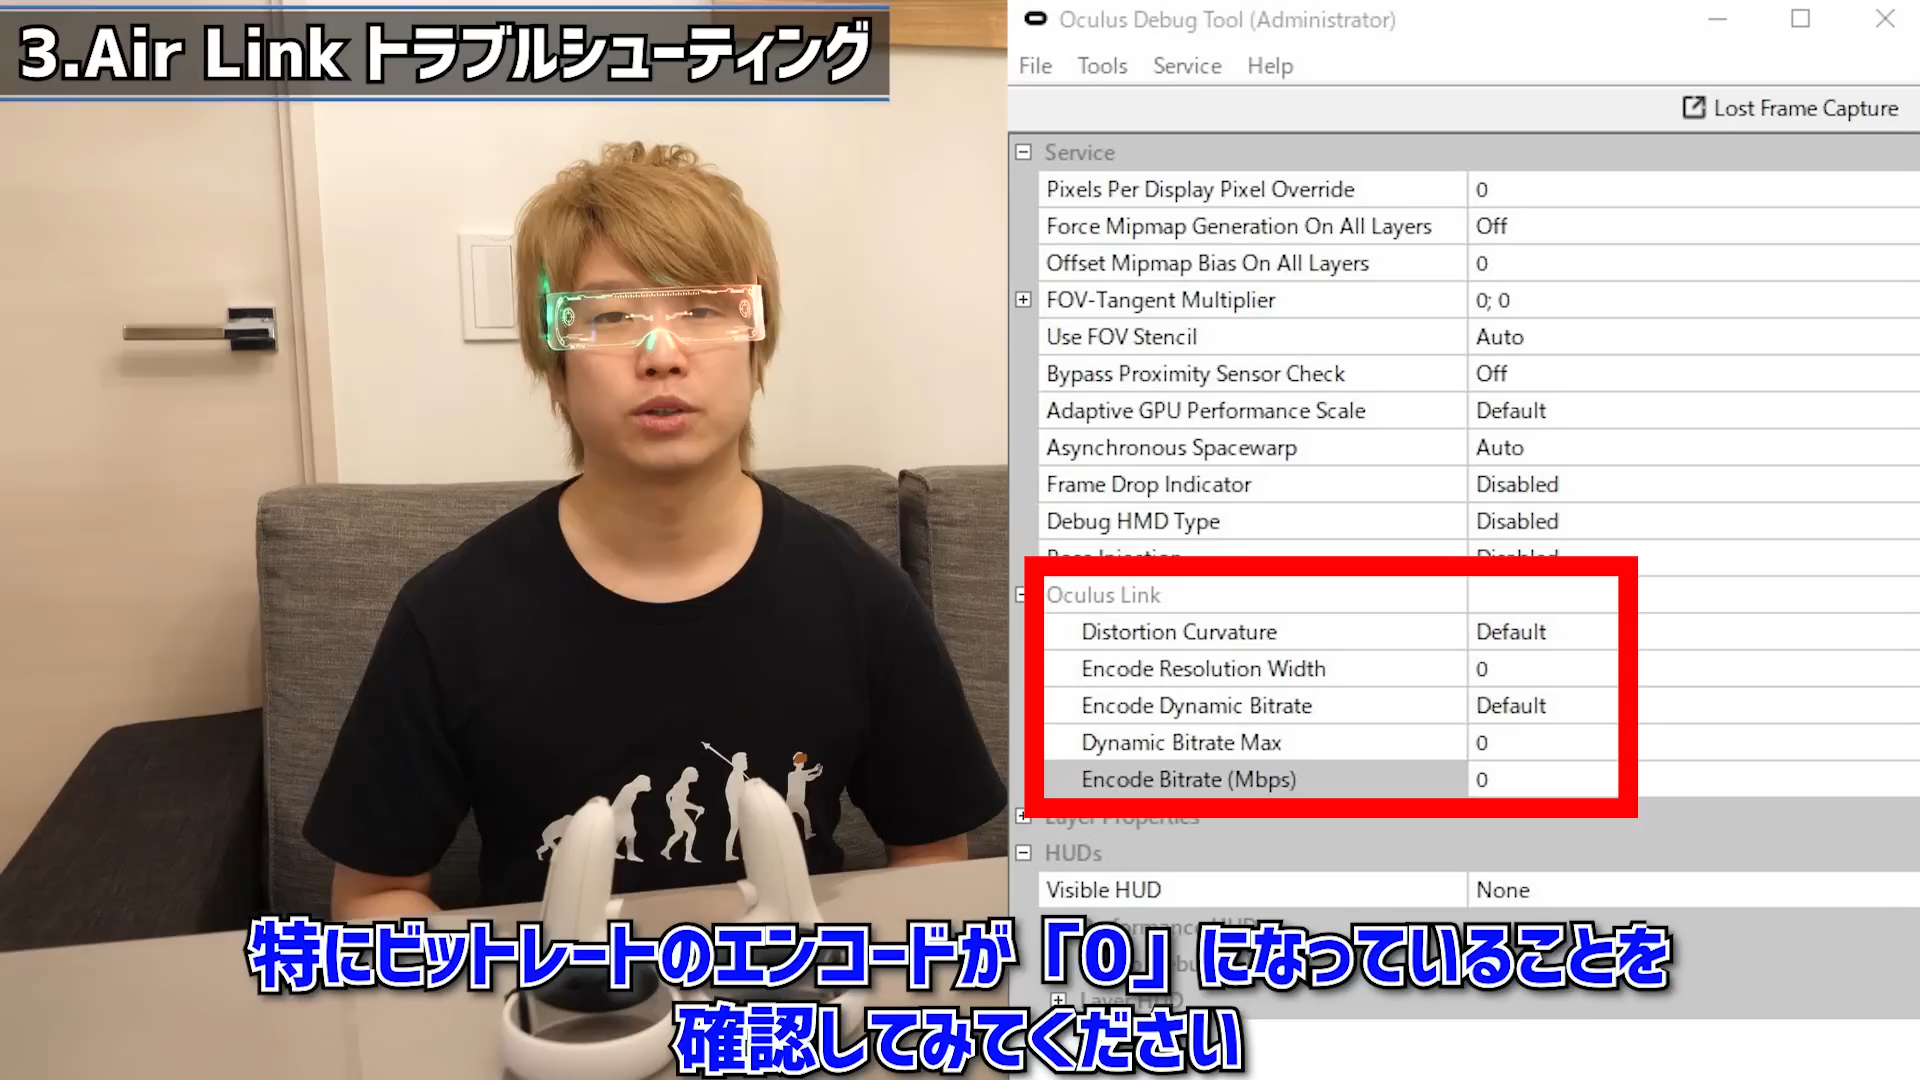 3.Air Link トラブルシューティング
Oculus Debug Tool (Administrator)
File Tools Service Help
Lost Frame Capture
Service
Pixels Per Display Pixel Override 0
Force Mipmap Generation On All Layers Off
Offset Mipmap Bias On All Layers 0
FOV-Tangent Multiplier 0; 0
Use FOV Stencil Auto
Bypass Proximity Sensor Check Off
Adaptive GPU Performance Scale Default
Asynchronous Spacewarp Auto
Frame Drop Indicator Disabled
Debug HMD Type Disabled
Pose Injection Disabled
Oculus Link
Distortion Curvature Default
Encode Resolution Width 0
Encode Dynamic Bitrate Default
Dynamic Bitrate Max 0
Encode Bitrate (Mbps) 0
Layer Properties
HUDs
Visible HUD None
Layer HUD
特にビットレートのエンコードが「0」になっていることを
確認してみてください